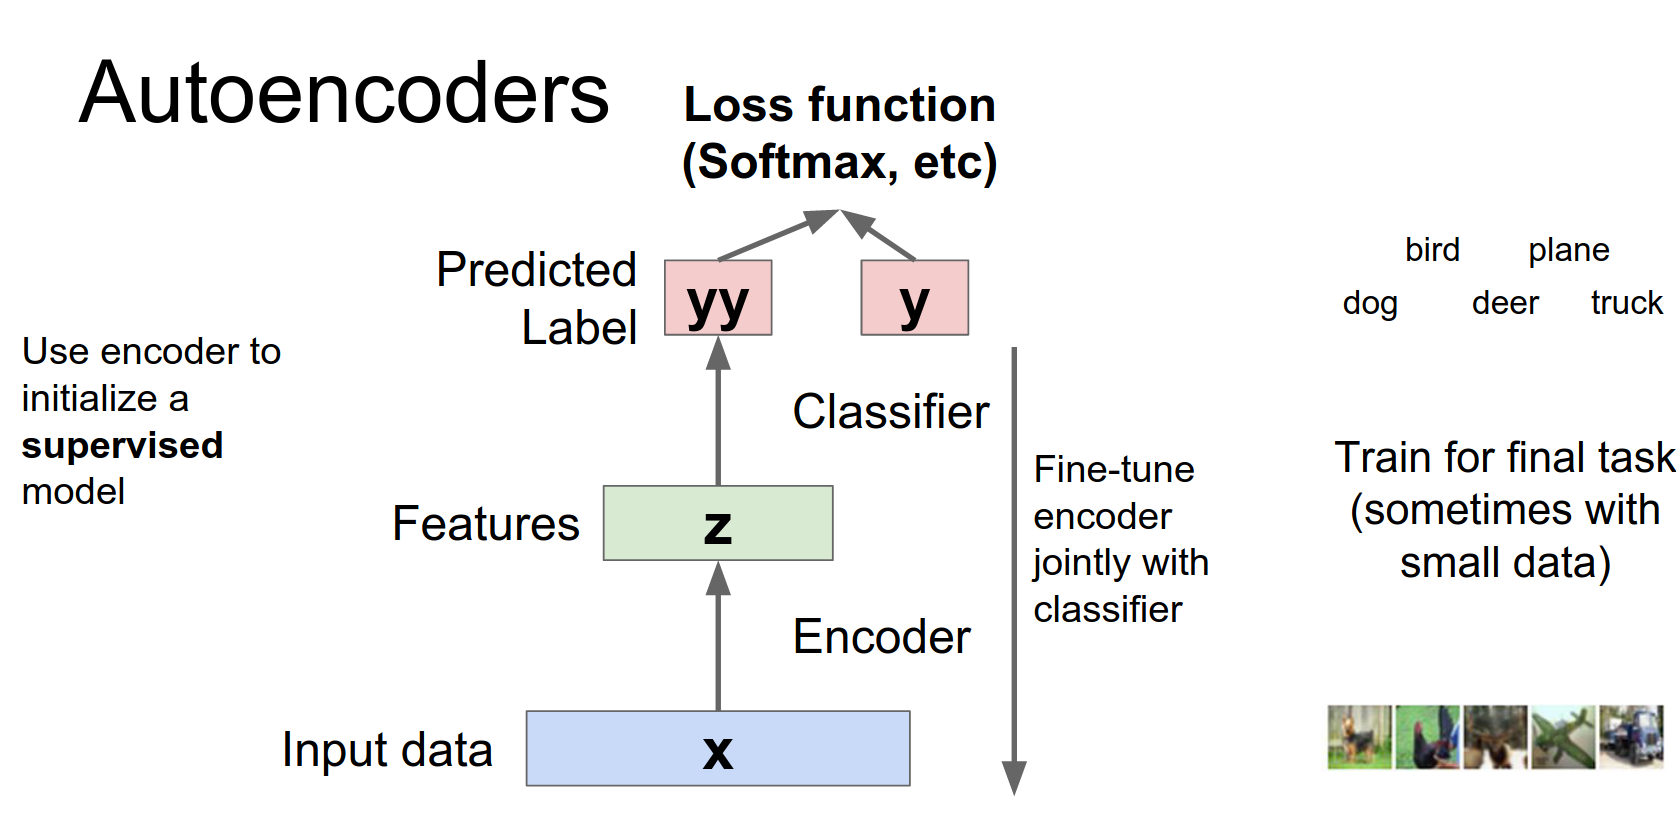 Autoencoders
Loss function
(Softmax, etc)
Predicted
Label
yy
y
bird plane
dog deer truck
Use encoder to
initialize a
supervised
model
Classifier
Features
z
Fine-tune
encoder
jointly with
classifier
Train for final task
(sometimes with
small data)
Encoder
Input data
x